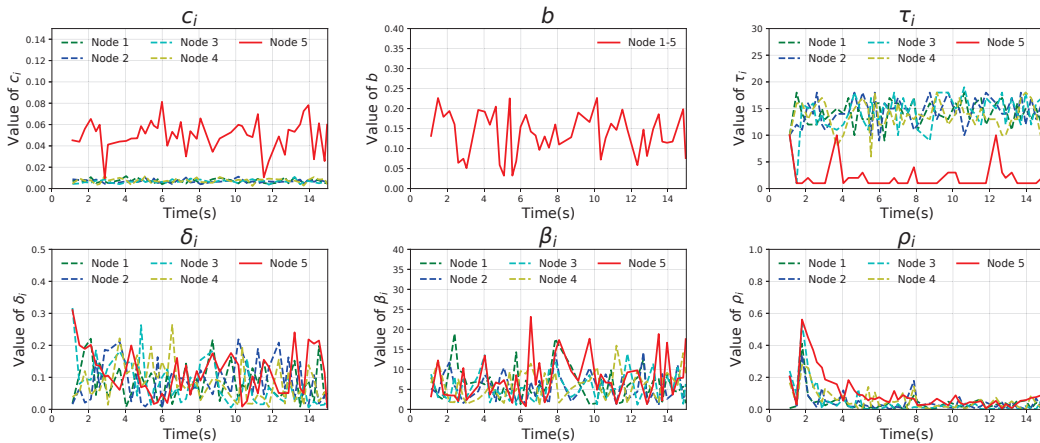 c_i
Value of c_i
0.14
0.12
0.10
0.08
0.06
0.04
0.02
0.00
Node 1 Node 3 Node 5
Node 2 Node 4
0 2 4 6 8 10 12 14
Time(s)
b
Value of b
0.40
0.35
0.30
0.25
0.20
0.15
0.10
0.05
0.00
Node 1-5
0 2 4 6 8 10 12 14
Time(s)
τ_i
Value of τ_i
30
25
20
15
10
5
0
Node 1 Node 3 Node 5
Node 2 Node 4
0 2 4 6 8 10 12 14
Time(s)
δ_i
Value of δ_i
0.5
0.4
0.3
0.2
0.1
0.0
Node 1 Node 3 Node 5
Node 2 Node 4
0 2 4 6 8 10 12 14
Time(s)
β_i
Value of β_i
40
35
30
25
20
15
10
5
0
Node 1 Node 3 Node 5
Node 2 Node 4
0 2 4 6 8 10 12 14
Time(s)
ρ_i
Value of ρ_i
1.0
0.8
0.6
0.4
0.2
0.0
Node 1 Node 3 Node 5
Node 2 Node 4
0 2 4 6 8 10 12 14
Time(s)